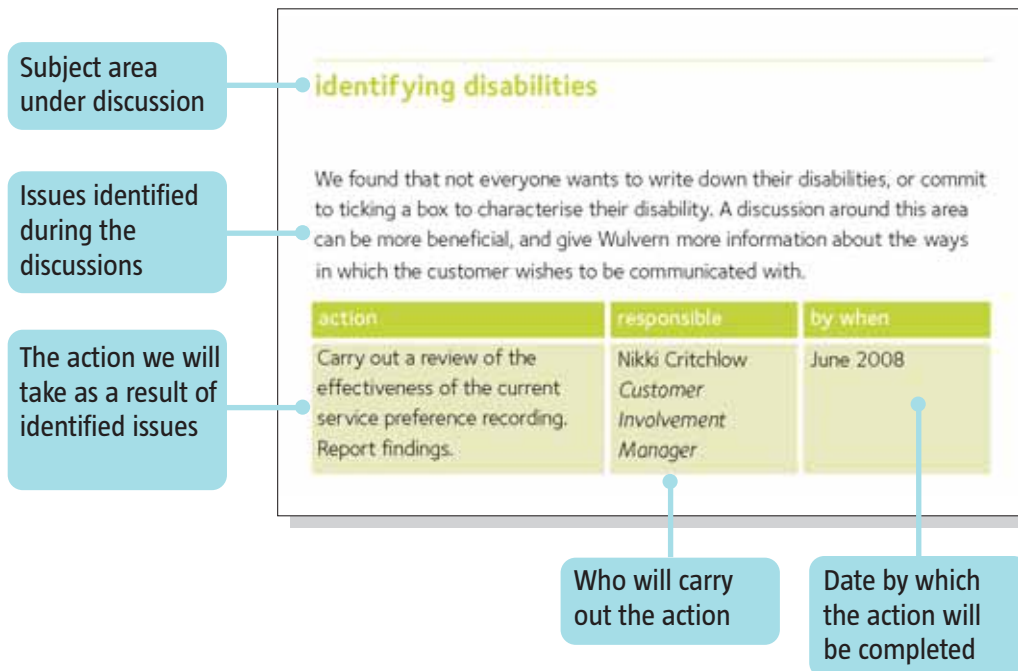 Subject area
under discussion
identifying disabilities
Issues identified
during the
discussions
We found that not everyone wants to write down their disabilities, or commit
to ticking a box to characterise their disability. A discussion around this area
can be more beneficial, and give Wulvern more information about the ways
in which the customer wishes to be communicated with.
The action we will
take as a result of
identified issues
action responsible by when
Carry out a review of the Nikki Critchlow June 2008
effectiveness of the current Customer
service preference recording. Involvement
Report findings. Manager
Who will carry
out the action
Date by which
the action will
be completed